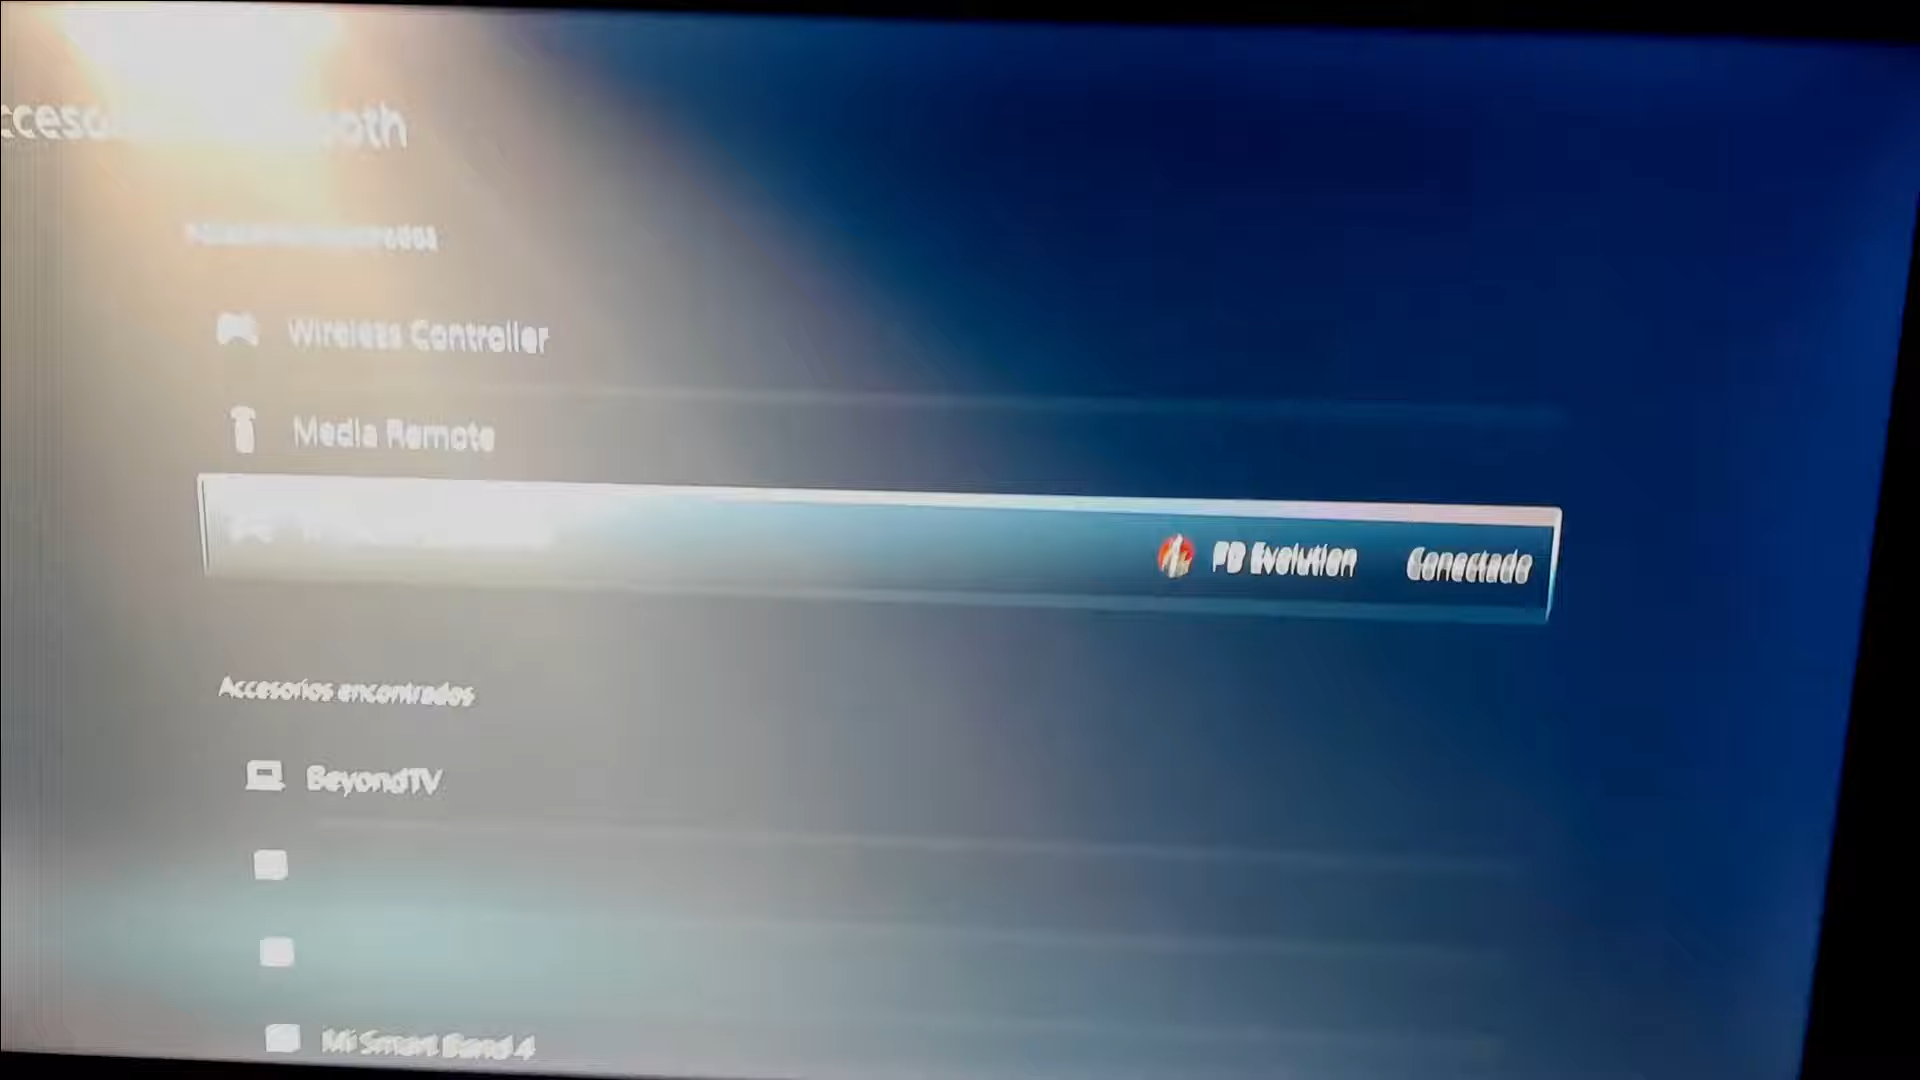 Wireless Controller
Media Remote
PB Evolution Conectado
Accesorios encontrados
BeyondTV
Mi Smart Band 4